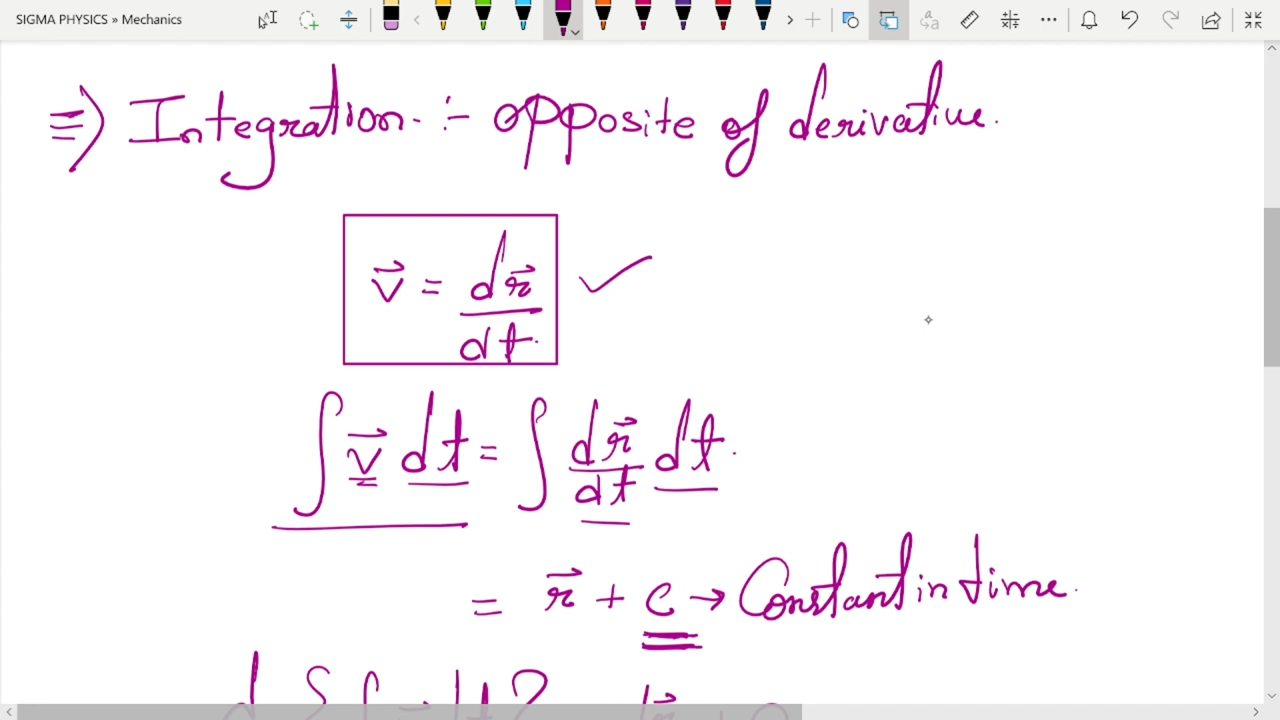 SIGMA PHYSICS » Mechanics
⇒) Integration :- opposite of derivative.
v⃗ = dr⃗/dt ✓
∫ v⃗ dt = ∫ dr⃗/dt dt.
= r⃗ + c → Constant in time.